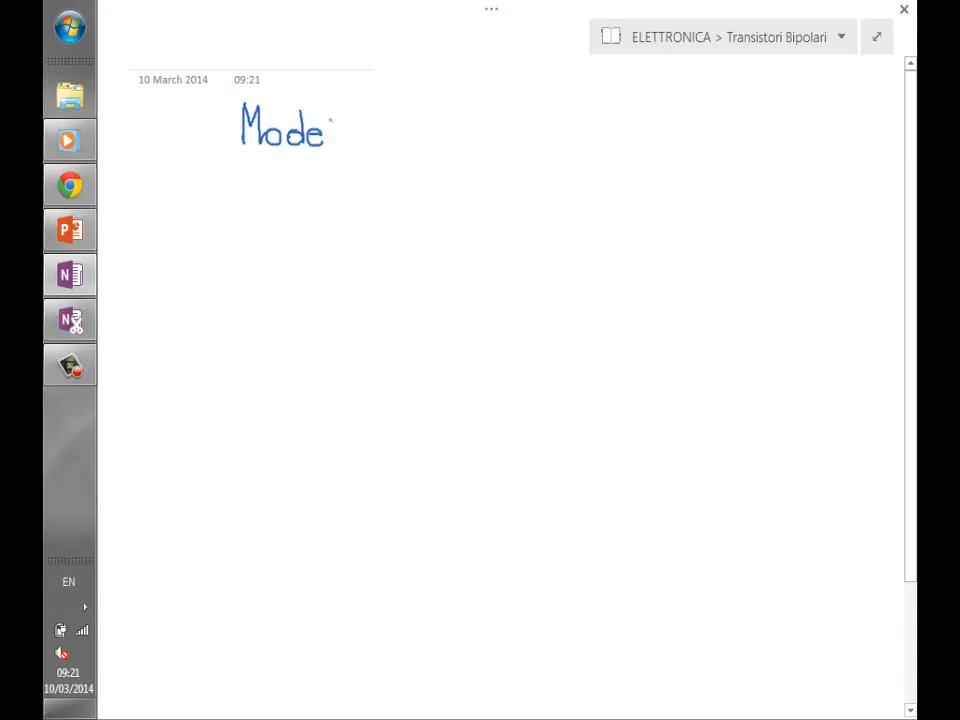 ELETTRONICA > Transistori Bipolari
10 March 2014 09:21
Mode
P
N
N
EN
09:21
10/03/2014